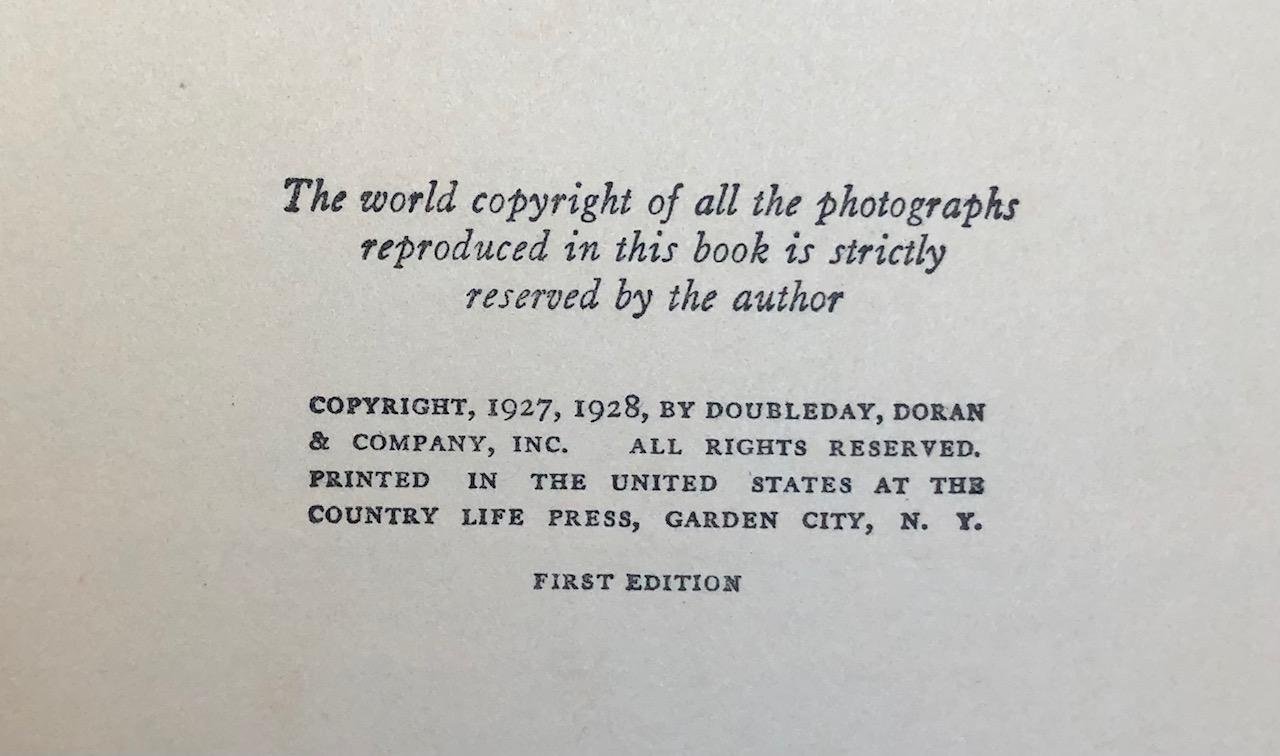 The world copyright of all the photographs
reproduced in this book is strictly
reserved by the author
COPYRIGHT, 1927, 1928, BY DOUBLEDAY, DORAN
& COMPANY, INC. ALL RIGHTS RESERVED.
PRINTED IN THE UNITED STATES AT THE
COUNTRY LIFE PRESS, GARDEN CITY, N. Y.
FIRST EDITION